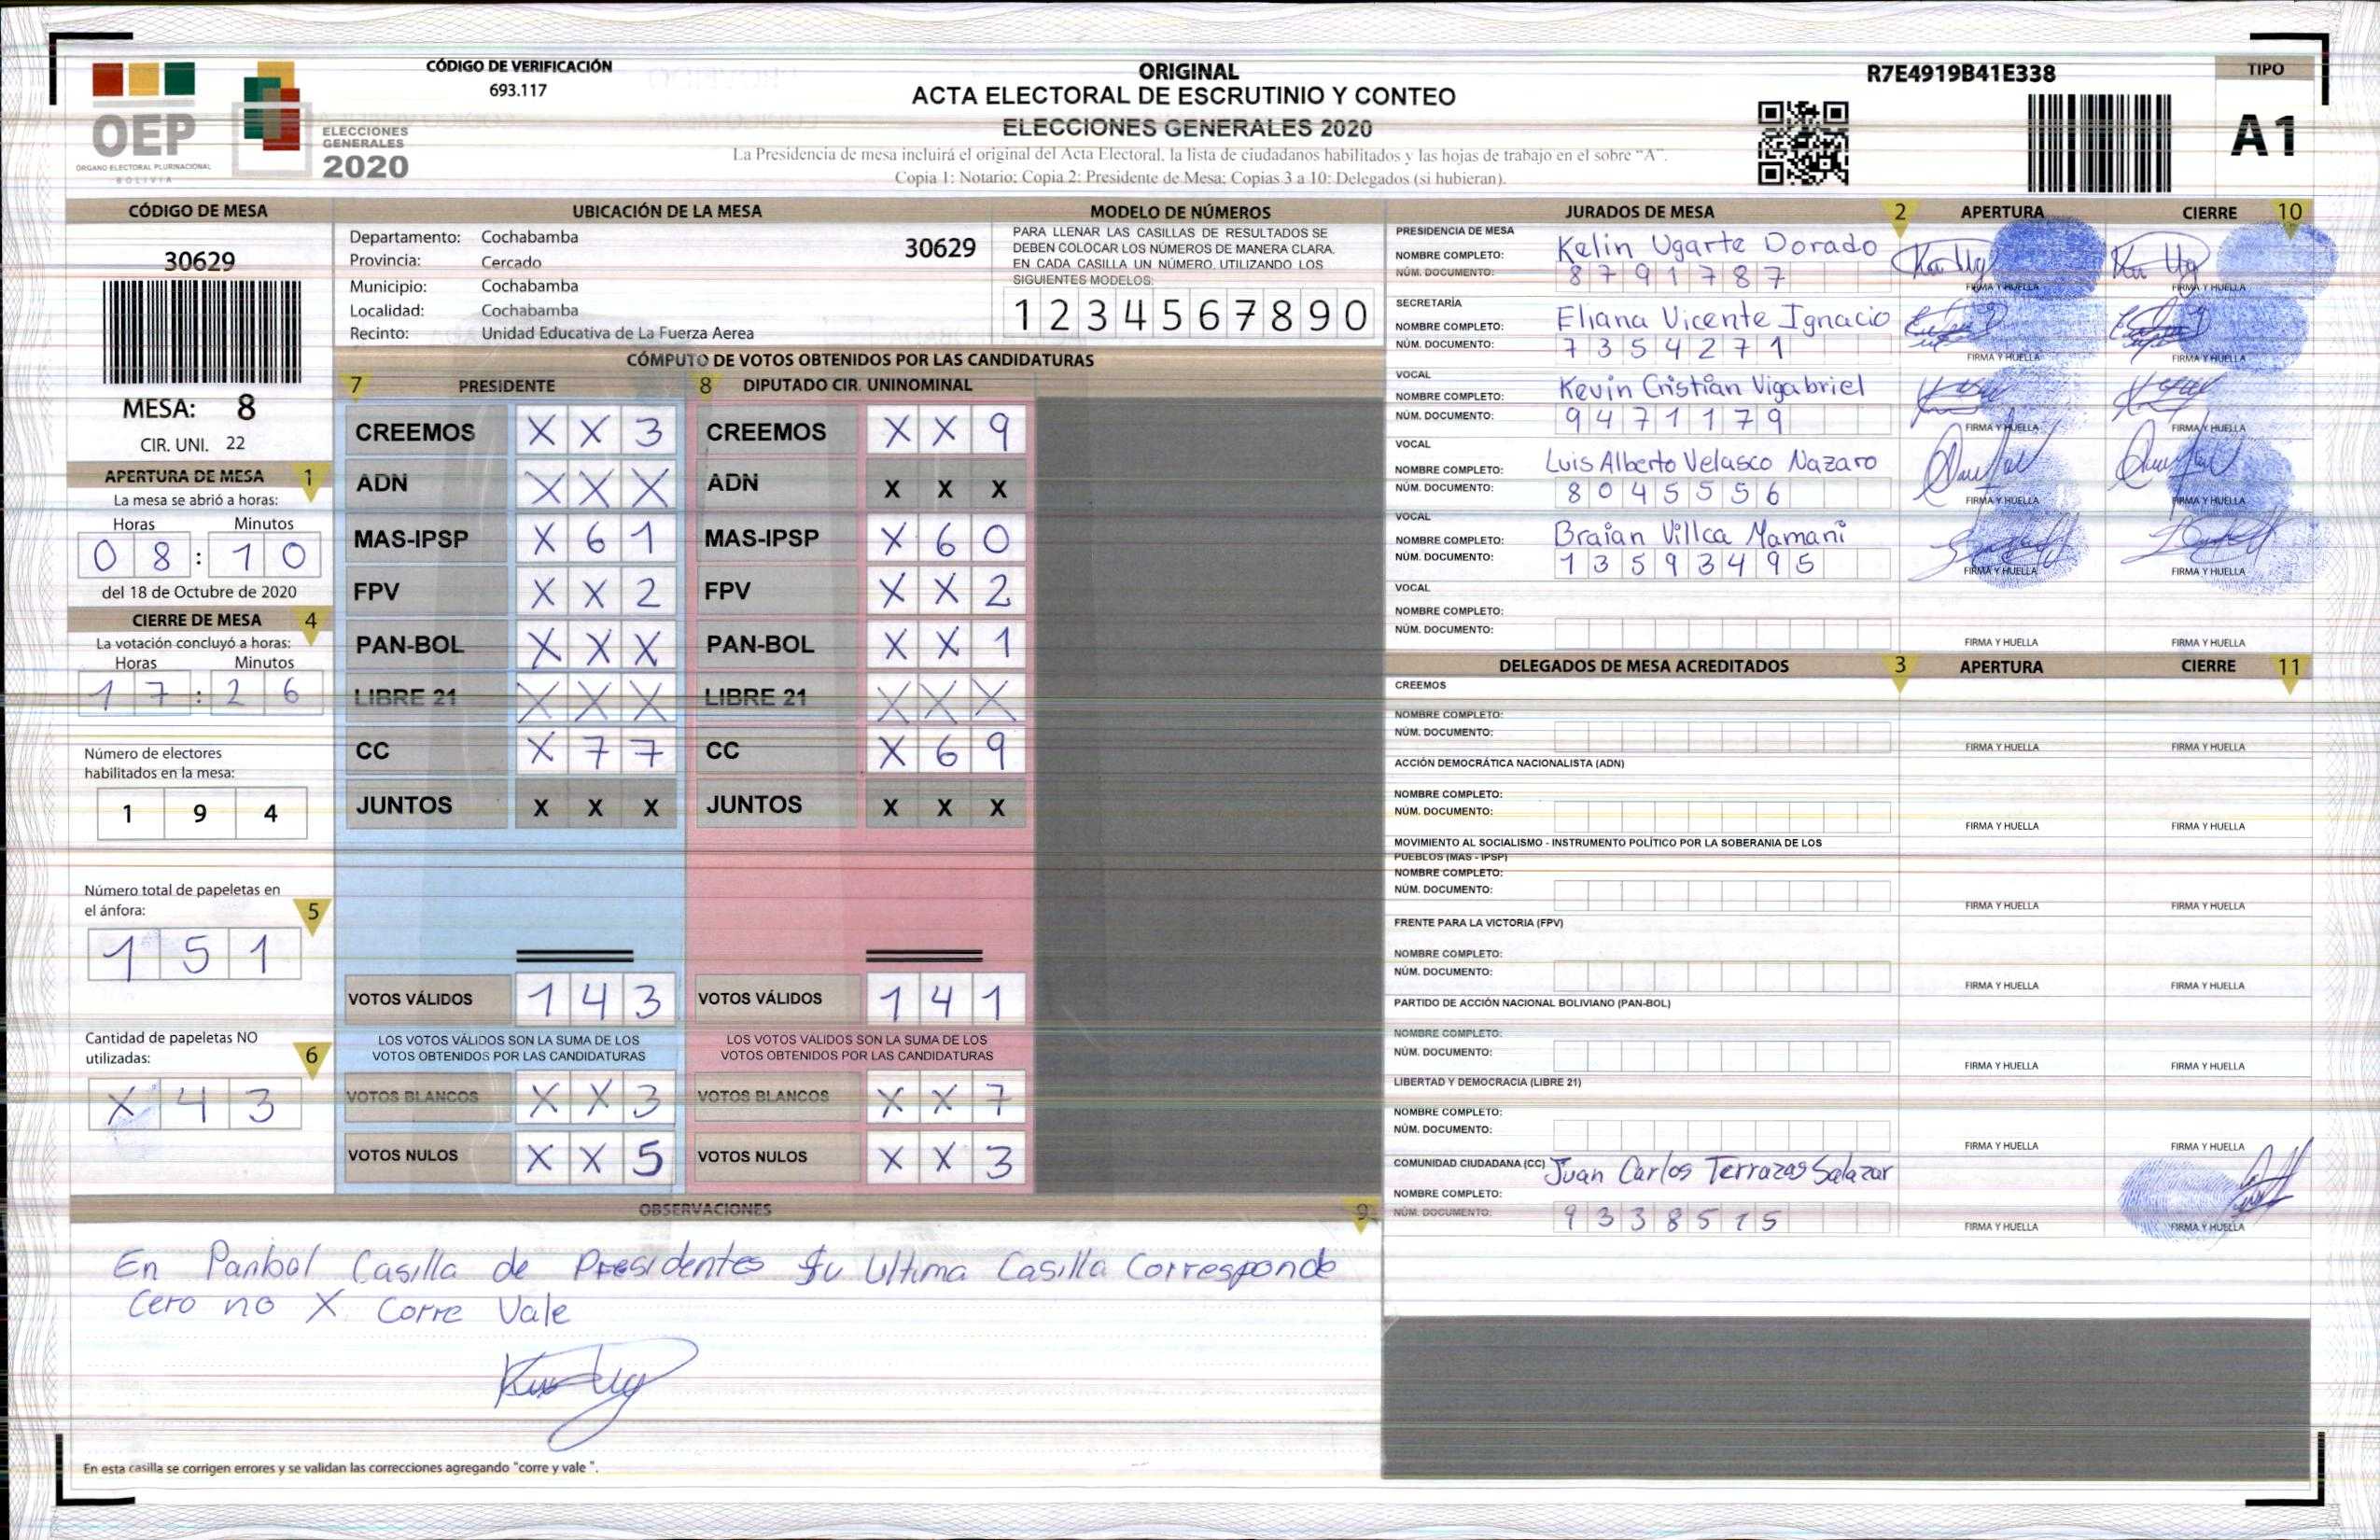 CÓDIGO DE VERIFICACIÓN
693.117
OEP
ÓRGANO ELECTORAL PLURINACIONAL
BOLIVIA
ELECCIONES
GENERALES
2020
ORIGINAL
ACTA ELECTORAL DE ESCRUTINIO Y CONTEO
ELECCIONES GENERALES 2020
La Presidencia de mesa incluirá el original del Acta Electoral, la lista de ciudadanos habilitados y las hojas de trabajo en el sobre "A".
Copia 1: Notario; Copia 2: Presidente de Mesa; Copias 3 a 10: Delegados (si hubieran).
R7E4919B41E338
TIPO
A1
CÓDIGO DE MESA
30629
MESA: 8
CIR. UNI. 22
APERTURA DE MESA 1
La mesa se abrió a horas:
Horas Minutos
0 8 : 1 0
del 18 de Octubre de 2020
CIERRE DE MESA 4
La votación concluyó a horas:
Horas Minutos
1 7 : 2 6
Número de electores
habilitados en la mesa:
1 9 4
Número total de papeletas en
el ánfora: 5
1 5 1
Cantidad de papeletas NO
utilizadas: 6
X 4 3
UBICACIÓN DE LA MESA
Departamento: Cochabamba 30629
Provincia: Cercado
Municipio: Cochabamba
Localidad: Cochabamba
Recinto: Unidad Educativa de La Fuerza Aerea
MODELO DE NÚMEROS
PARA LLENAR LAS CASILLAS DE RESULTADOS SE
DEBEN COLOCAR LOS NÚMEROS DE MANERA CLARA.
EN CADA CASILLA UN NÚMERO, UTILIZANDO LOS
SIGUIENTES MODELOS:
1 2 3 4 5 6 7 8 9 0
CÓMPUTO DE VOTOS OBTENIDOS POR LAS CANDIDATURAS
7 PRESIDENTE 8 DIPUTADO CIR. UNINOMINAL
CREEMOS X X 3 CREEMOS X X 9
ADN X X X ADN X X X
MAS-IPSP X 6 1 MAS-IPSP X 6 0
FPV X X 2 FPV X X 2
PAN-BOL X X X PAN-BOL X X 1
LIBRE 21 X X X LIBRE 21 X X X
CC X 7 7 CC X 6 9
JUNTOS X X X JUNTOS X X X
VOTOS VÁLIDOS 1 4 3 VOTOS VÁLIDOS 1 4 1
LOS VOTOS VÁLIDOS SON LA SUMA DE LOS LOS VOTOS VÁLIDOS SON LA SUMA DE LOS
VOTOS OBTENIDOS POR LAS CANDIDATURAS VOTOS OBTENIDOS POR LAS CANDIDATURAS
VOTOS BLANCOS X X 3 VOTOS BLANCOS X X 7
VOTOS NULOS X X 5 VOTOS NULOS X X 3
OBSERVACIONES 9
En Panbol Casilla de Presidentes Su Ultima Casilla Corresponde
Cero no X Corre Vale
En esta casilla se corrigen errores y se validan las correcciones agregando "corre y vale ".
JURADOS DE MESA 2 APERTURA CIERRE 10
PRESIDENCIA DE MESA
NOMBRE COMPLETO: Kelin Ugarte Dorado
NÚM. DOCUMENTO: 8 7 9 1 7 8 7
FIRMA Y HUELLA FIRMA Y HUELLA
SECRETARÍA
NOMBRE COMPLETO: Eliana Vicente Ignacio
NÚM. DOCUMENTO: 7 3 5 4 2 7 1
FIRMA Y HUELLA FIRMA Y HUELLA
VOCAL
NOMBRE COMPLETO: Kevin Cristian Vigabriel
NÚM. DOCUMENTO: 9 4 7 1 1 7 9
FIRMA Y HUELLA FIRMA Y HUELLA
VOCAL
NOMBRE COMPLETO: Luis Alberto Velasco Nazaro
NÚM. DOCUMENTO: 8 0 4 5 5 5 6
FIRMA Y HUELLA FIRMA Y HUELLA
VOCAL
NOMBRE COMPLETO: Braian Villca Mamani
NÚM. DOCUMENTO: 1 3 5 9 3 4 9 5
FIRMA Y HUELLA FIRMA Y HUELLA
VOCAL
NOMBRE COMPLETO:
NÚM. DOCUMENTO:
FIRMA Y HUELLA FIRMA Y HUELLA
DELEGADOS DE MESA ACREDITADOS 3 APERTURA CIERRE 11
CREEMOS
NOMBRE COMPLETO:
NÚM. DOCUMENTO:
FIRMA Y HUELLA FIRMA Y HUELLA
ACCIÓN DEMOCRÁTICA NACIONALISTA (ADN)
NOMBRE COMPLETO:
NÚM. DOCUMENTO:
FIRMA Y HUELLA FIRMA Y HUELLA
MOVIMIENTO AL SOCIALISMO - INSTRUMENTO POLÍTICO POR LA SOBERANIA DE LOS
PUEBLOS (MAS - IPSP)
NOMBRE COMPLETO:
NÚM. DOCUMENTO:
FIRMA Y HUELLA FIRMA Y HUELLA
FRENTE PARA LA VICTORIA (FPV)
NOMBRE COMPLETO:
NÚM. DOCUMENTO:
FIRMA Y HUELLA FIRMA Y HUELLA
PARTIDO DE ACCIÓN NACIONAL BOLIVIANO (PAN-BOL)
NOMBRE COMPLETO:
NÚM. DOCUMENTO:
FIRMA Y HUELLA FIRMA Y HUELLA
LIBERTAD Y DEMOCRACIA (LIBRE 21)
NOMBRE COMPLETO:
NÚM. DOCUMENTO:
FIRMA Y HUELLA FIRMA Y HUELLA
COMUNIDAD CIUDADANA (CC) Juan Carlos Terrazas Salazar
NOMBRE COMPLETO:
NÚM. DOCUMENTO: 9 3 3 8 5 1 5
FIRMA Y HUELLA FIRMA Y HUELLA